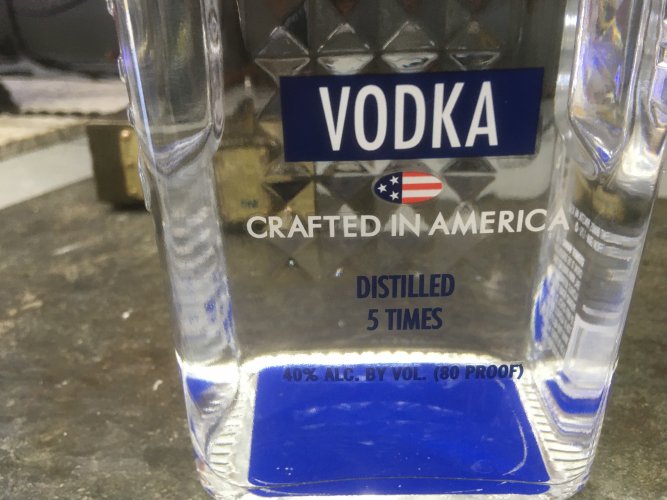 VODKA
CRAFTED IN AMERICA
DISTILLED
5 TIMES
40% ALC. BY VOL. (80 PROOF)